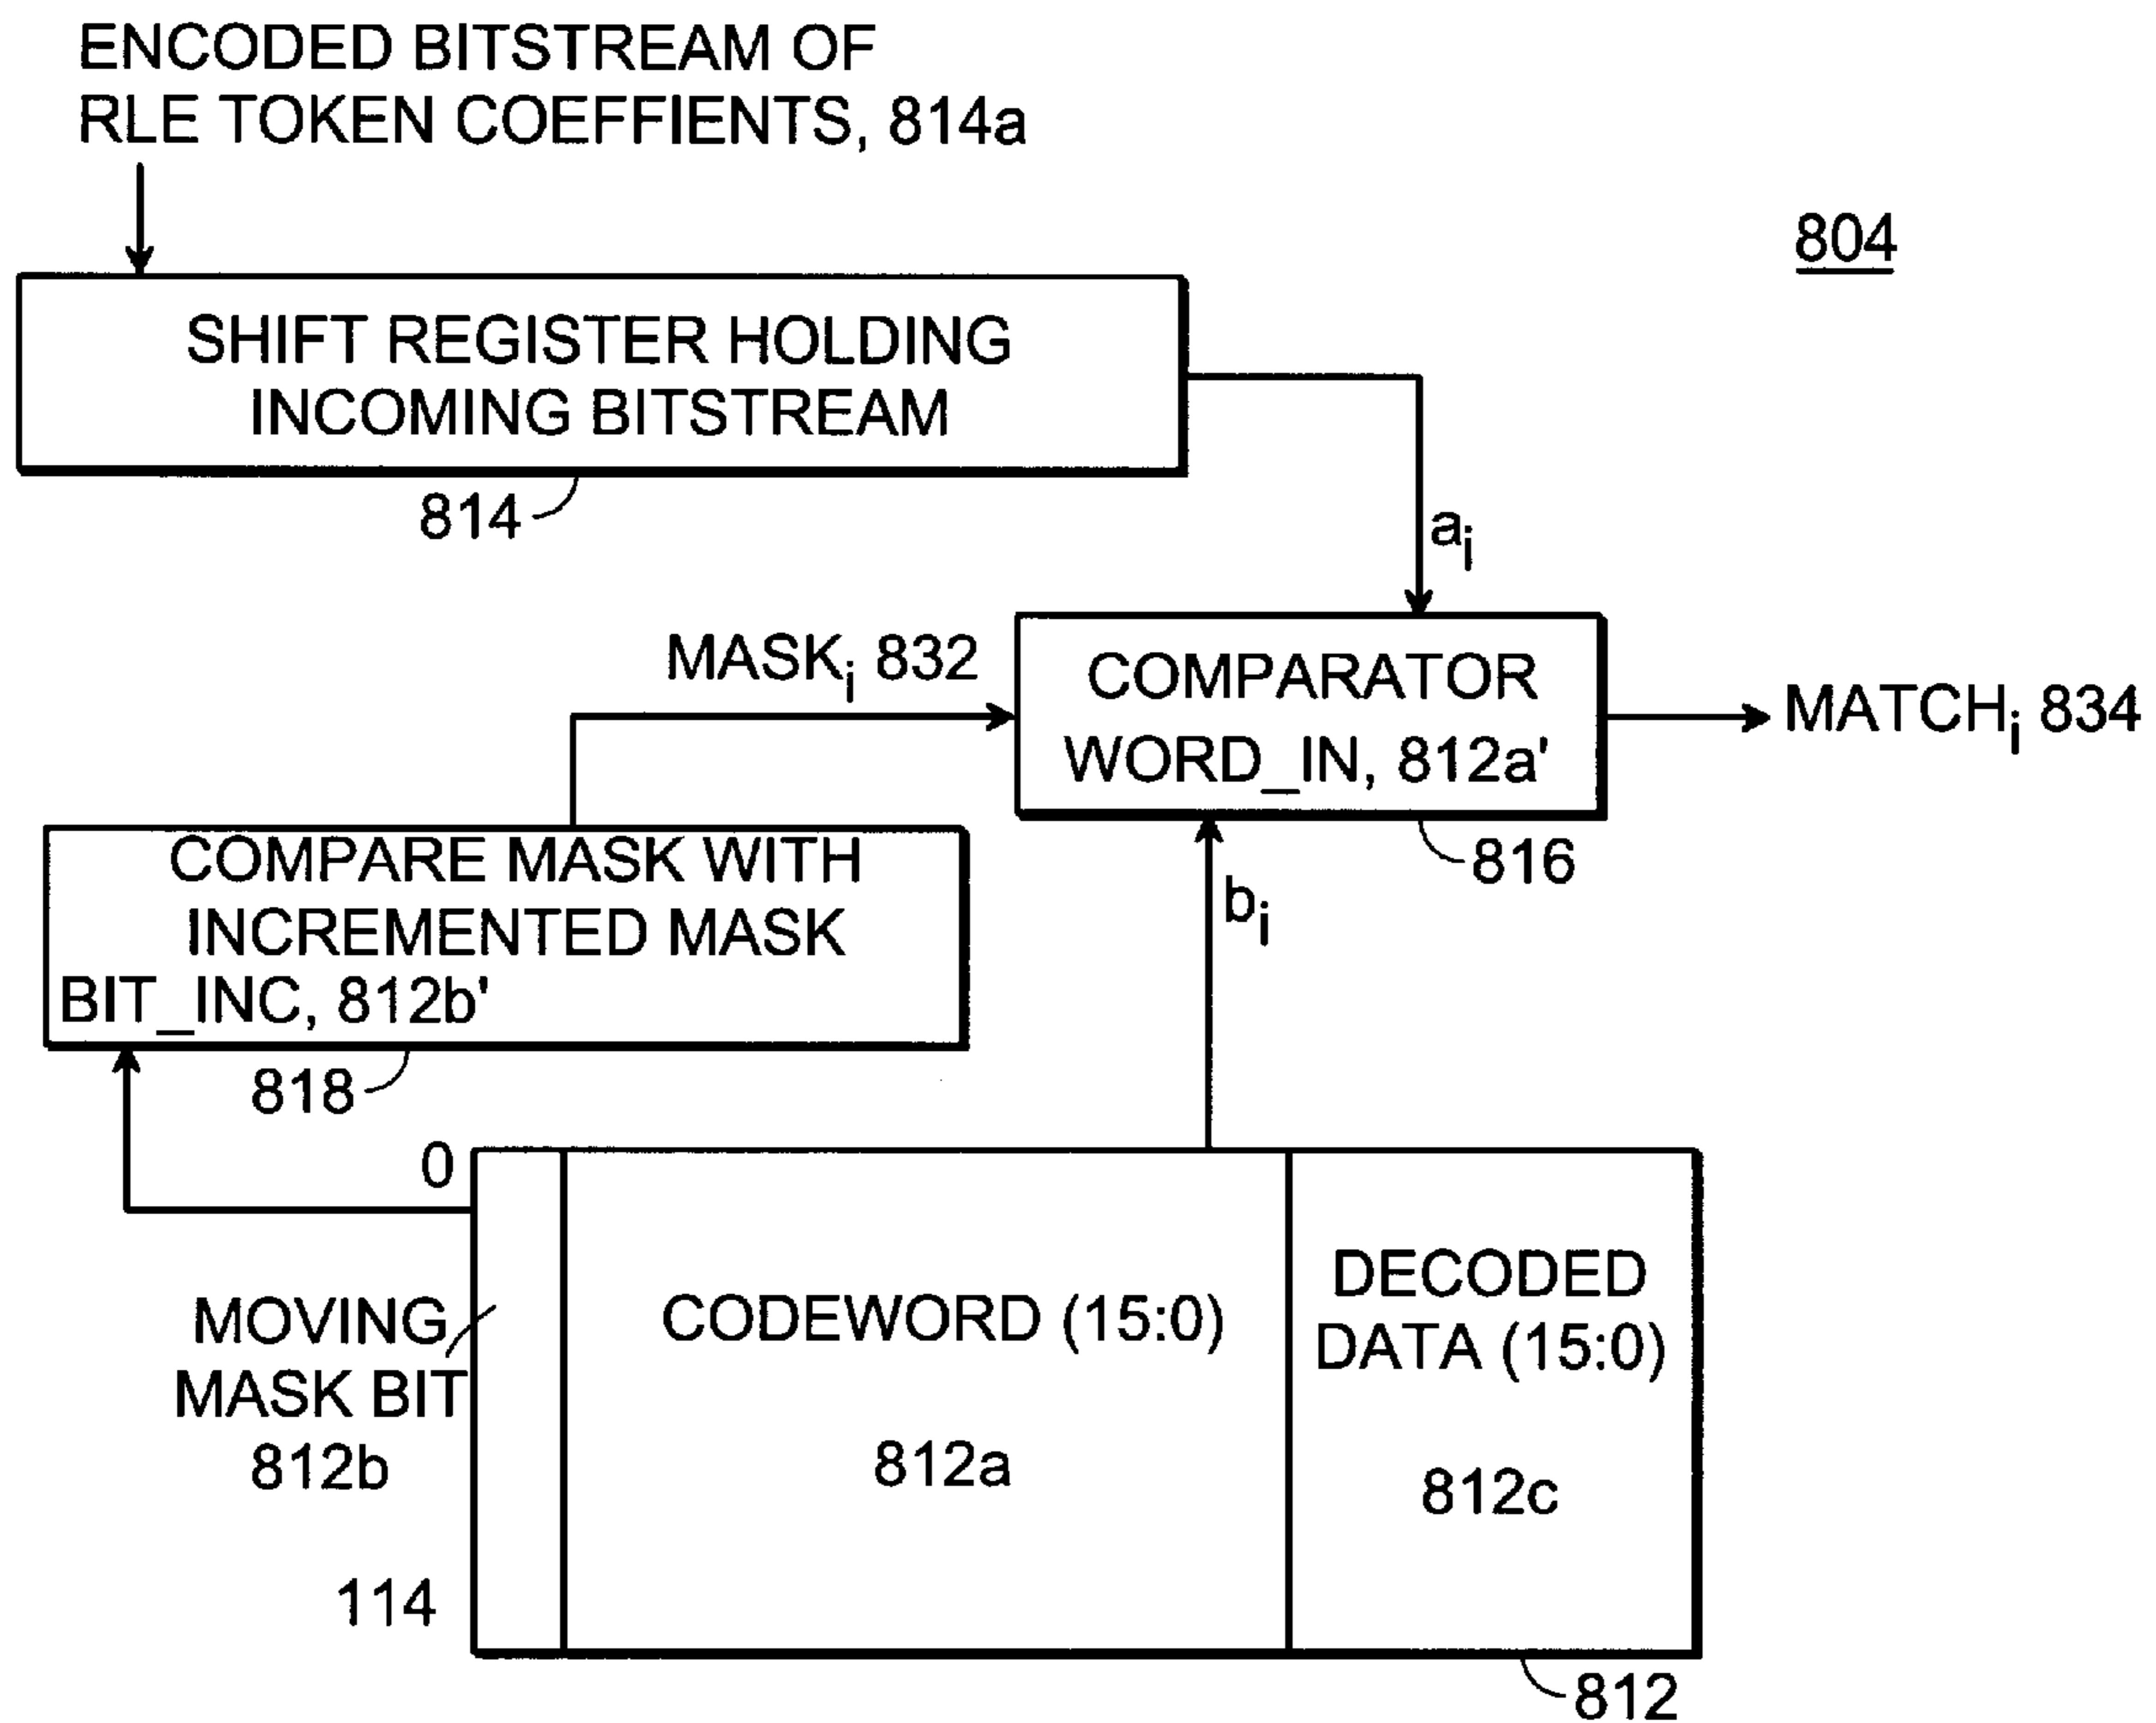 ENCODED BITSTREAM OF
RLE TOKEN COEFFIENTS, 814a
804
SHIFT REGISTER HOLDING
INCOMING BITSTREAM
814
ai
MASKi 832
COMPARATOR
WORD_IN, 812a'
MATCHi 834
816
COMPARE MASK WITH
INCREMENTED MASK
BIT_INC, 812b'
bi
818
0
MOVING
MASK BIT
812b
114
CODEWORD (15:0)
812a
DECODED
DATA (15:0)
812c
812